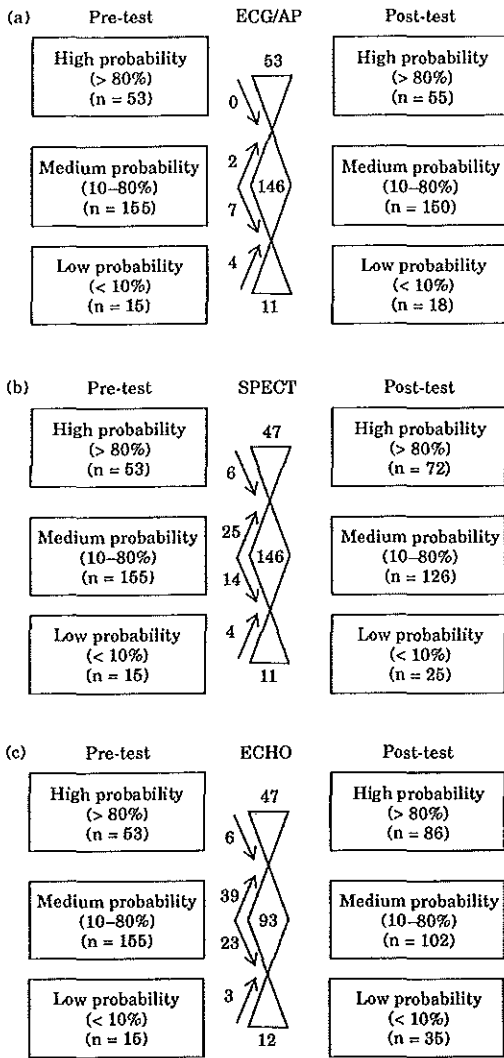 (a) Pre-test ECG/AP Post-test
High probability
(> 80%)
(n = 53)
53
0
High probability
(> 80%)
(n = 55)
Medium probability
(10–80%)
(n = 155)
2
146
7
Medium probability
(10–80%)
(n = 150)
Low probability
(< 10%)
(n = 15)
4
11
Low probability
(< 10%)
(n = 18)
(b) Pre-test SPECT Post-test
High probability
(> 80%)
(n = 53)
47
6
High probability
(> 80%)
(n = 72)
Medium probability
(10–80%)
(n = 155)
25
146
14
Medium probability
(10–80%)
(n = 126)
Low probability
(< 10%)
(n = 15)
4
11
Low probability
(< 10%)
(n = 25)
(c) Pre-test ECHO Post-test
High probability
(> 80%)
(n = 53)
47
6
High probability
(> 80%)
(n = 86)
Medium probability
(10–80%)
(n = 155)
39
93
23
Medium probability
(10–80%)
(n = 102)
Low probability
(< 10%)
(n = 15)
3
12
Low probability
(< 10%)
(n = 35)